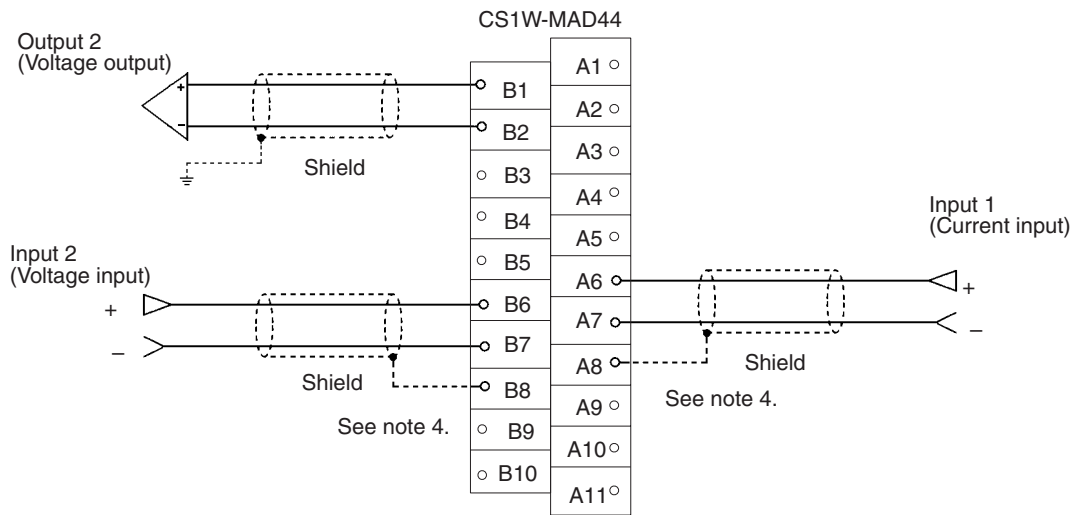 CS1W-MAD44
Output 2
(Voltage output)
+
−
Shield
Input 2
(Voltage input)
+
−
Shield
See note 4.
B1
B2
B3
B4
B5
B6
B7
B8
B9
B10
A1
A2
A3
A4
A5
A6
A7
A8
A9
A10
A11
Input 1
(Current input)
+
−
Shield
See note 4.